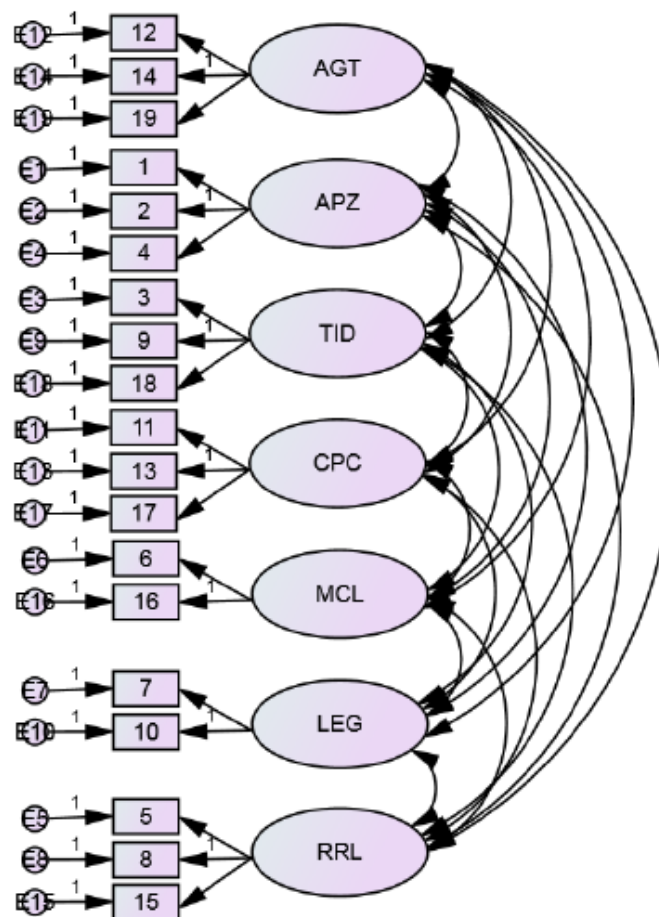 E12 1 12
E14 1 14 1 AGT
E19 1 19
E1 1 1
E2 1 2 1 APZ
E4 1 4
E3 1 3
E9 1 9 1 TID
E18 1 18
E11 1 11
E13 1 13 1 CPC
E17 1 17
E6 1 6
E16 1 16 1 MCL
E7 1 7
E10 1 10 1 LEG
E5 1 5
E8 1 8 1 RRL
E15 1 15